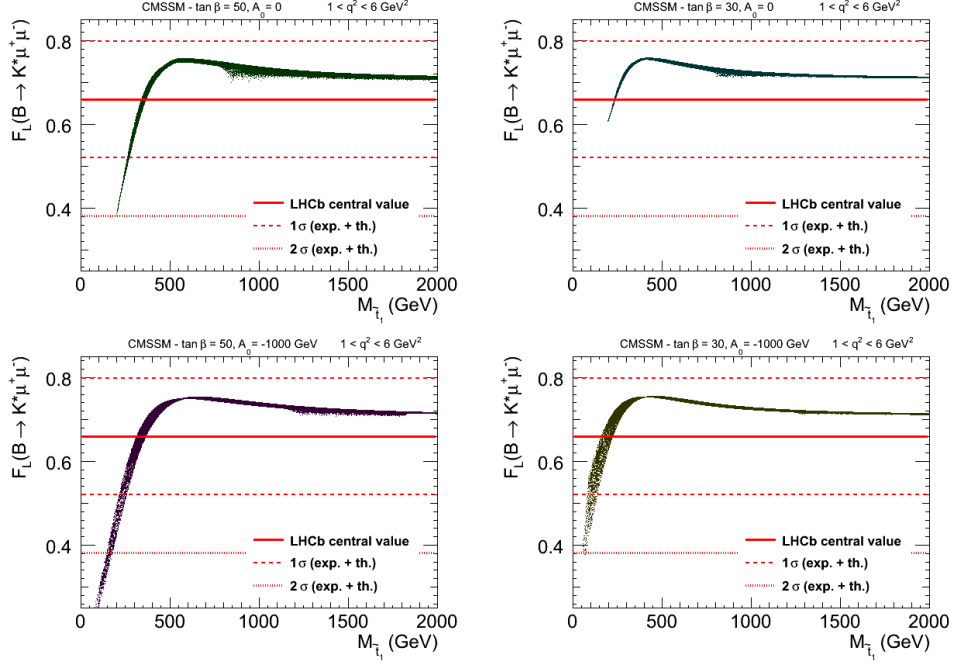 CMSSM - tan β = 50, A₀ = 0 1 < q² < 6 GeV²
F_L(B → K* μ⁺μ⁻)
0.8
0.6
0.4
LHCb central value
1σ (exp. + th.)
2 σ (exp. + th.)
0 500 1000 1500 2000
M_t̃₁ (GeV)
CMSSM - tan β = 30, A₀ = 0 1 < q² < 6 GeV²
F_L(B → K* μ⁺μ⁻)
0.8
0.6
0.4
LHCb central value
1σ (exp. + th.)
2 σ (exp. + th.)
0 500 1000 1500 2000
M_t̃₁ (GeV)
CMSSM - tan β = 50, A₀ = -1000 GeV 1 < q² < 6 GeV²
F_L(B → K* μ⁺μ⁻)
0.8
0.6
0.4
LHCb central value
1σ (exp. + th.)
2 σ (exp. + th.)
0 500 1000 1500 2000
M_t̃₁ (GeV)
CMSSM - tan β = 30, A₀ = -1000 GeV 1 < q² < 6 GeV²
F_L(B → K* μ⁺μ⁻)
0.8
0.6
0.4
LHCb central value
1σ (exp. + th.)
2 σ (exp. + th.)
0 500 1000 1500 2000
M_t̃₁ (GeV)